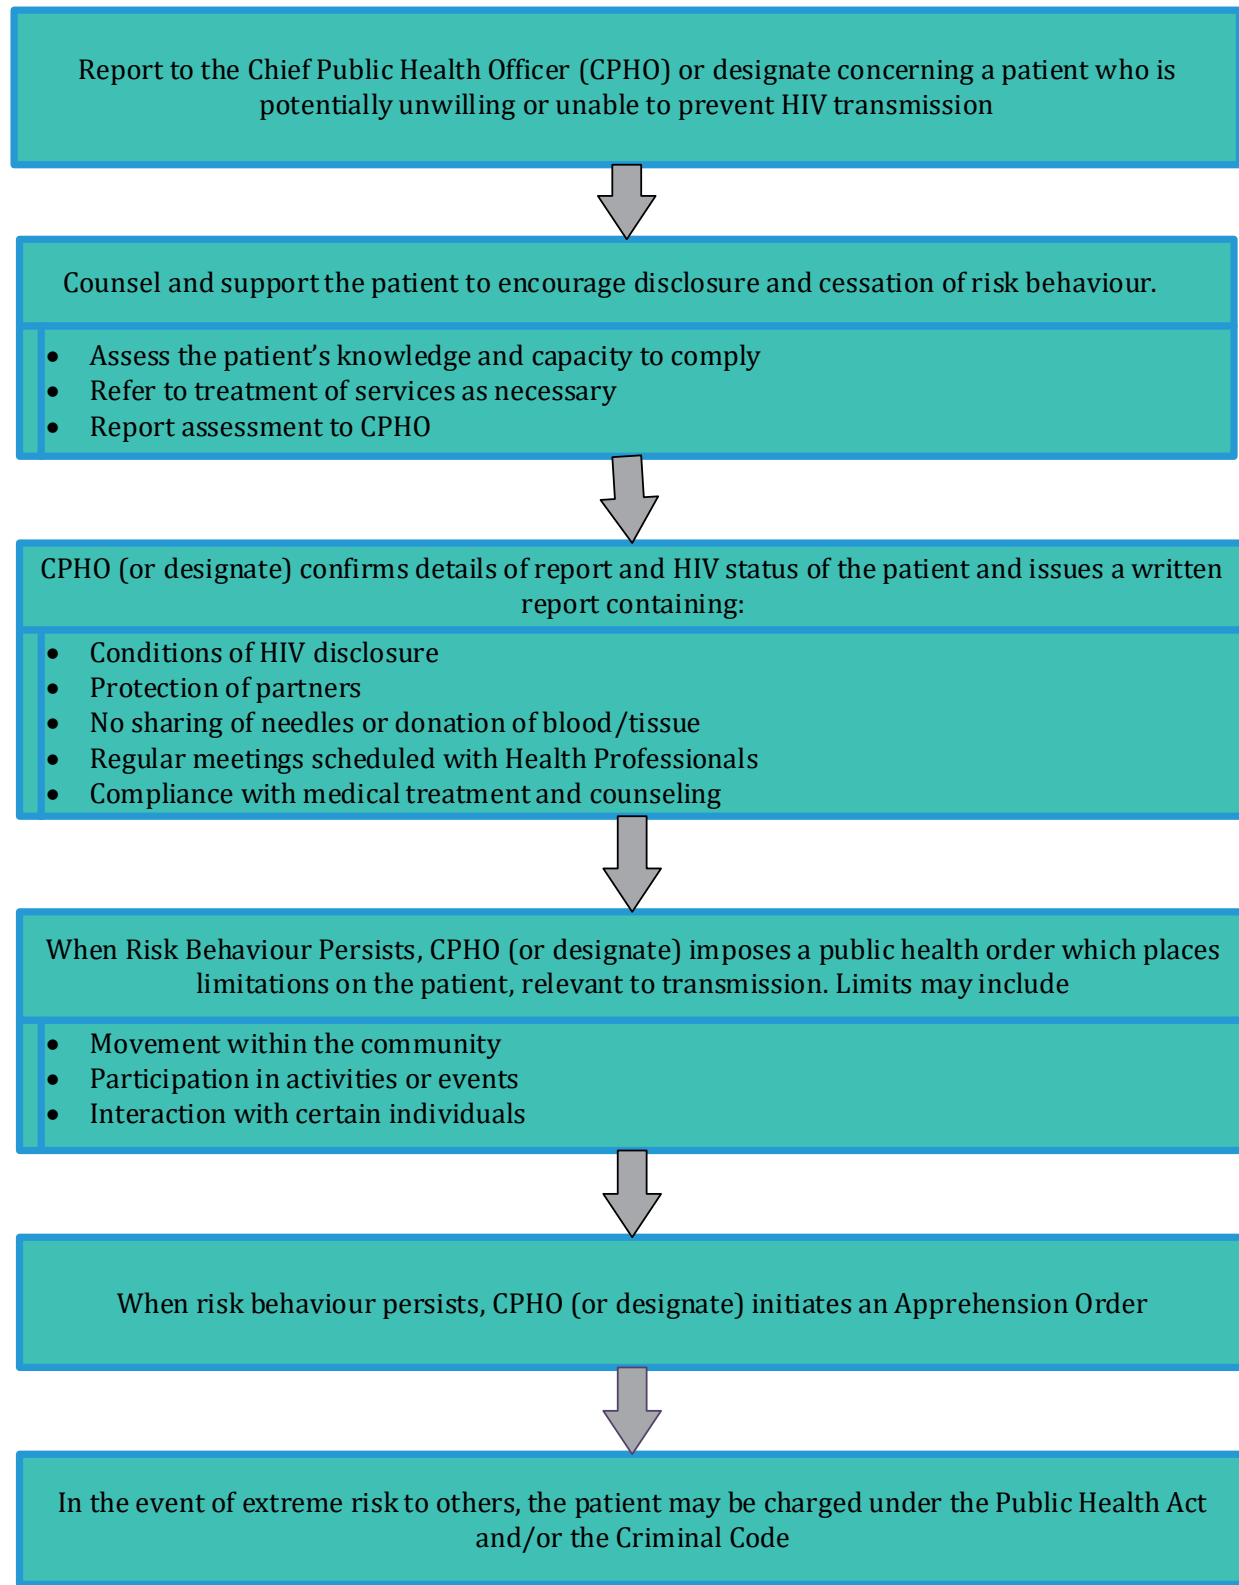 Report to the Chief Public Health Officer (CPHO) or designate concerning a patient who is
potentially unwilling or unable to prevent HIV transmission
Counsel and support the patient to encourage disclosure and cessation of risk behaviour.
• Assess the patient’s knowledge and capacity to comply
• Refer to treatment of services as necessary
• Report assessment to CPHO
CPHO (or designate) confirms details of report and HIV status of the patient and issues a written
report containing:
• Conditions of HIV disclosure
• Protection of partners
• No sharing of needles or donation of blood/tissue
• Regular meetings scheduled with Health Professionals
• Compliance with medical treatment and counseling
When Risk Behaviour Persists, CPHO (or designate) imposes a public health order which places
limitations on the patient, relevant to transmission. Limits may include
• Movement within the community
• Participation in activities or events
• Interaction with certain individuals
When risk behaviour persists, CPHO (or designate) initiates an Apprehension Order
In the event of extreme risk to others, the patient may be charged under the Public Health Act
and/or the Criminal Code